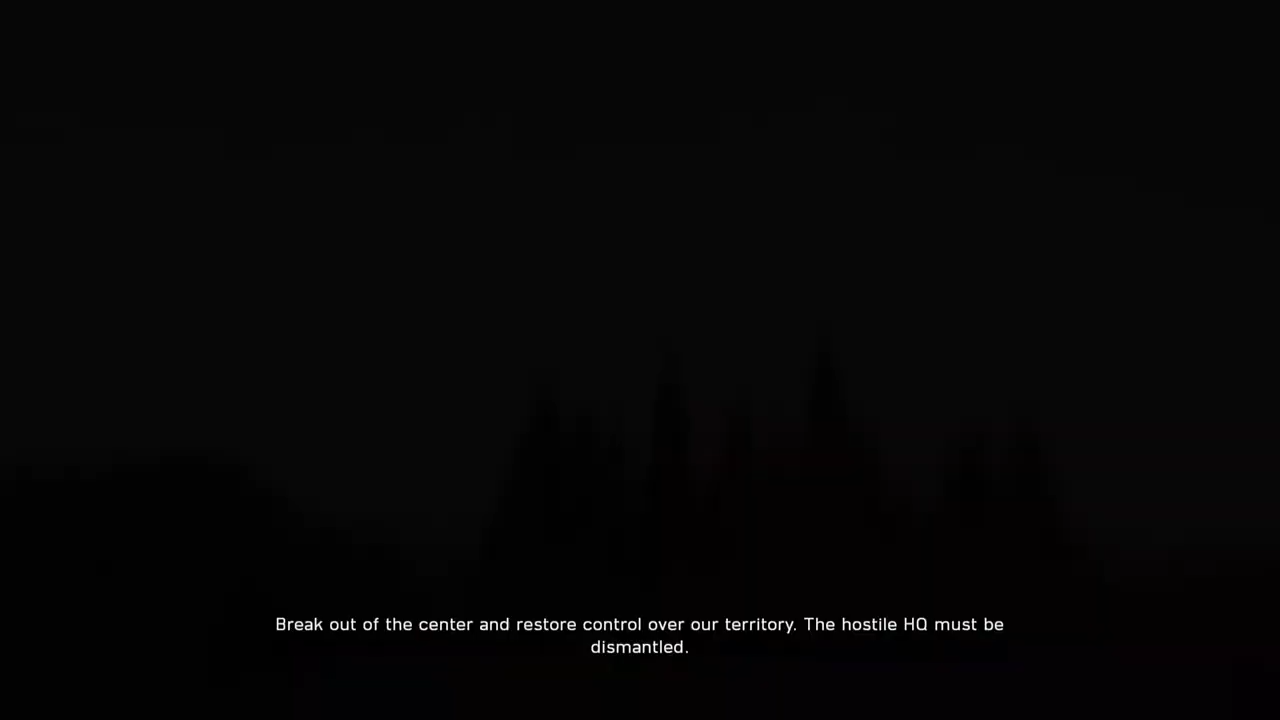 Break out of the center and restore control over our territory. The hostile HQ must be
dismantled.